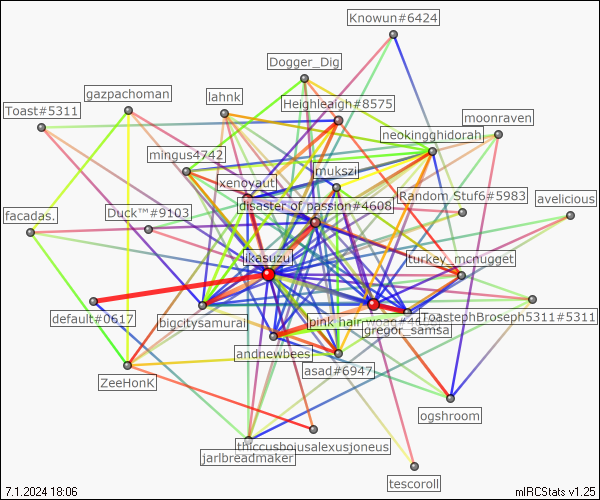 Knowun#6424
Dogger_Dig
gazpachoman
lahnk
Heighleaigh#8575
Toast#5311
moonraven
neokingghidorah
mingus4742
mukszi
xenoyaut
disaster of passion#4608
Random Stuf6#5983
avelicious
facadas.
Duck™#9103
ikasuzu
turkey_mcnugget
default#0617
bigcitysamurai
pink hair
ToastephBroseph5311#5311
gregor_samsa
andnewbees
asad#6947
ZeeHonK
ogshroom
thiccusbojusalexusjoneus
jarlbreadmaker
tescoroll
7.1.2024 18:06
mIRCStats v1.25